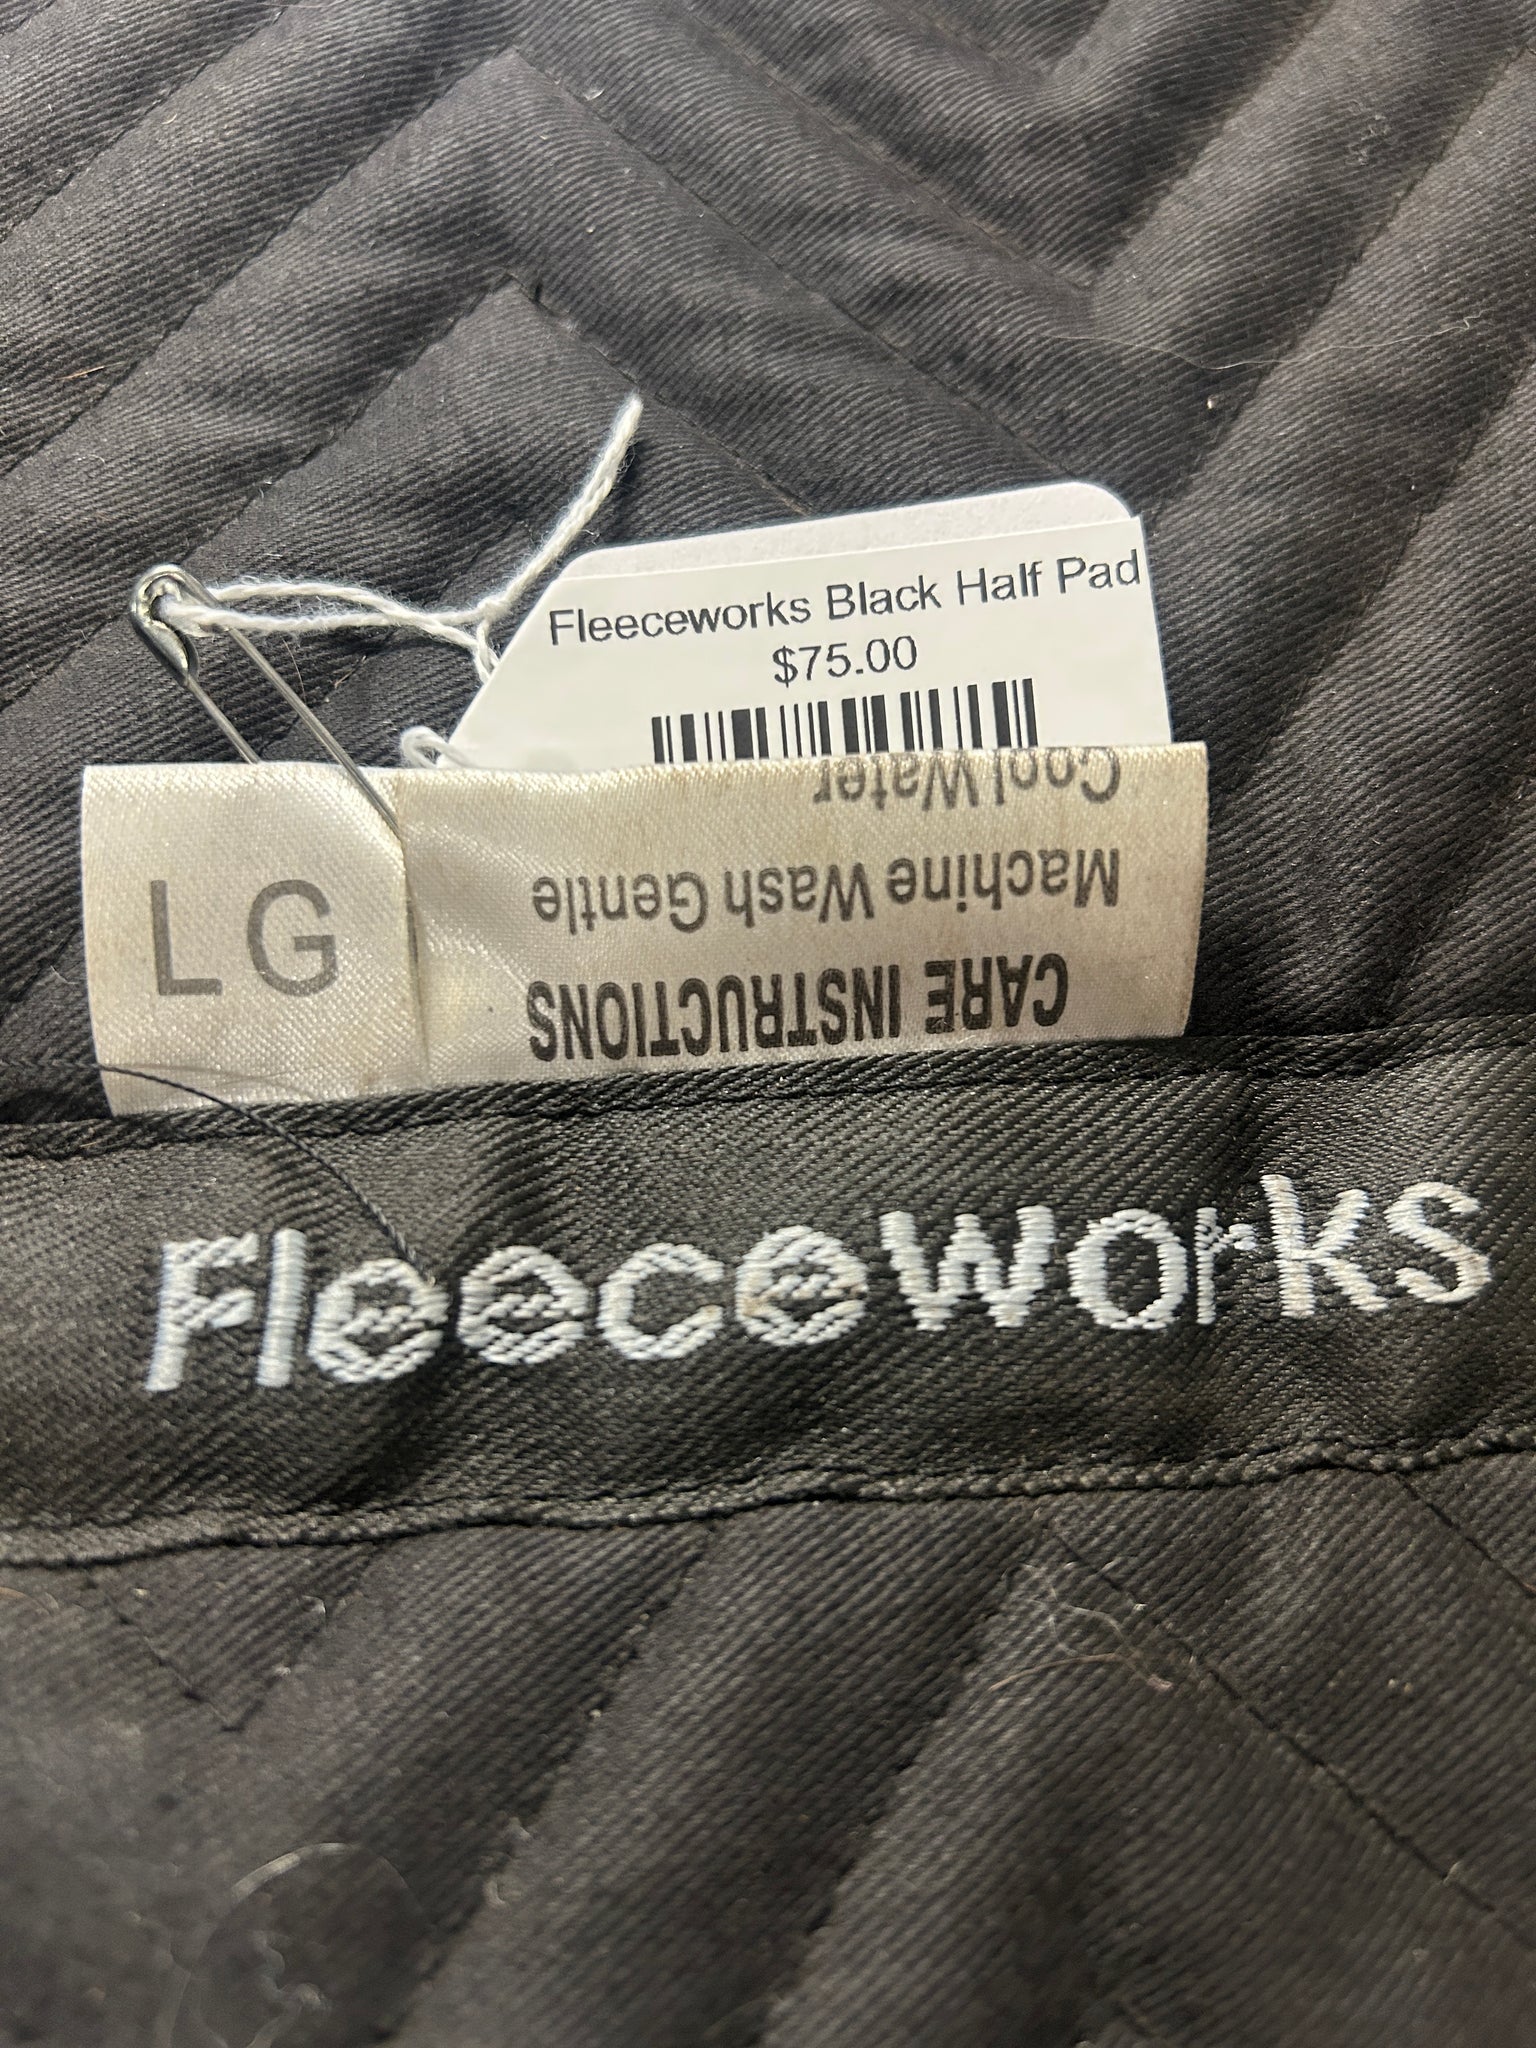 Fleeceworks Black Half Pad
$75.00
LG
CARE INSTRUCTIONS
Machine Wash Gentle
Cool Water
Fleeceworks